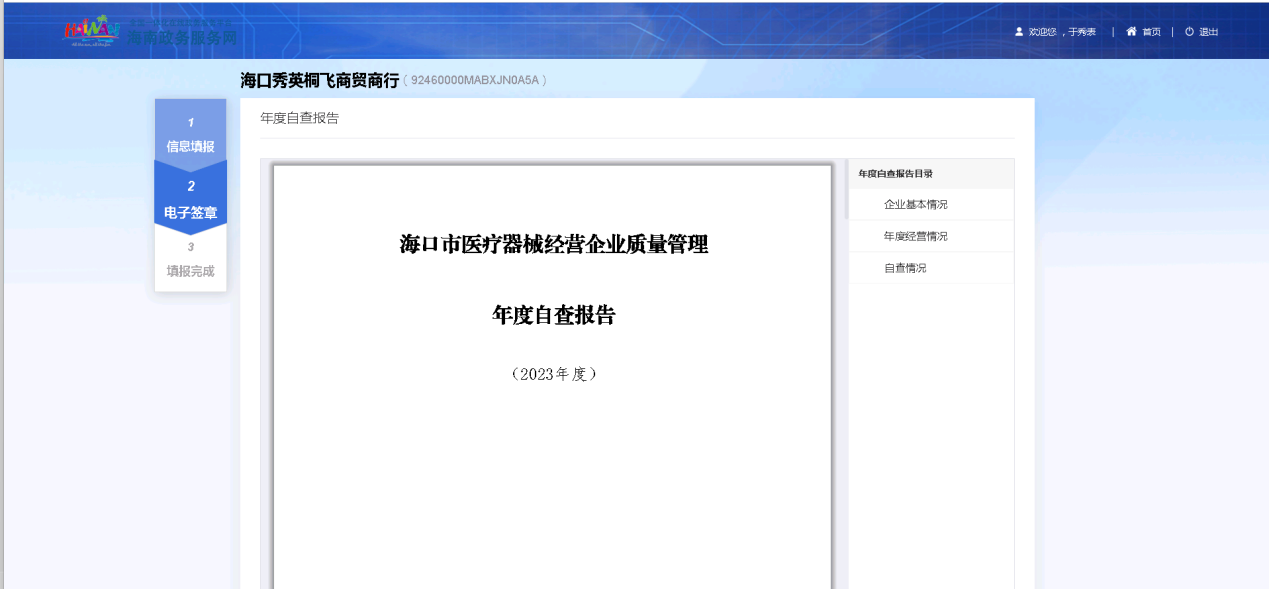 海南政务服务网
欢迎您，于秀表 | 首页 | 退出
海口秀英桐飞商贸商行（92460000MABXJN0A5A）
1
信息填报
2
电子签章
3
填报完成
年度自查报告
海口市医疗器械经营企业质量管理
年度自查报告
（2023年度）
年度自查报告目录
企业基本情况
年度经营情况
自查情况